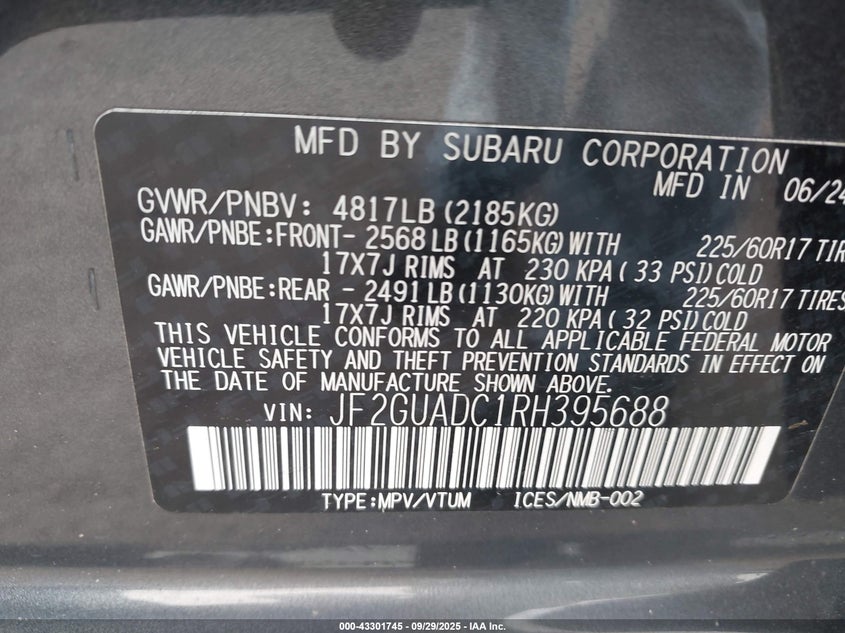 MFD BY SUBARU CORPORATION
MFD IN 06/24
GVWR/PNBV: 4817LB (2185KG)
GAWR/PNBE:FRONT- 2568 LB (1165KG) WITH 225/60R17 TIR
17X7J RIMS AT 230 KPA ( 33 PSI) COLD
GAWR/PNBE:REAR - 2491 LB (1130KG) WITH 225/60R17 TIRES
17X7J RIMS AT 220 KPA ( 32 PSI) COLD
THIS VEHICLE CONFORMS TO ALL APPLICABLE FEDERAL MOTOR
VEHICLE SAFETY AND THEFT PREVENTION STANDARDS IN EFFECT ON
THE DATE OF MANUFACTURE SHOWN ABOVE.
VIN: JF2GUADC1RH395688
TYPE:MPV/VTUM ICES/NMB-002
000-43301745 - 09/29/2025 - IAA Inc.